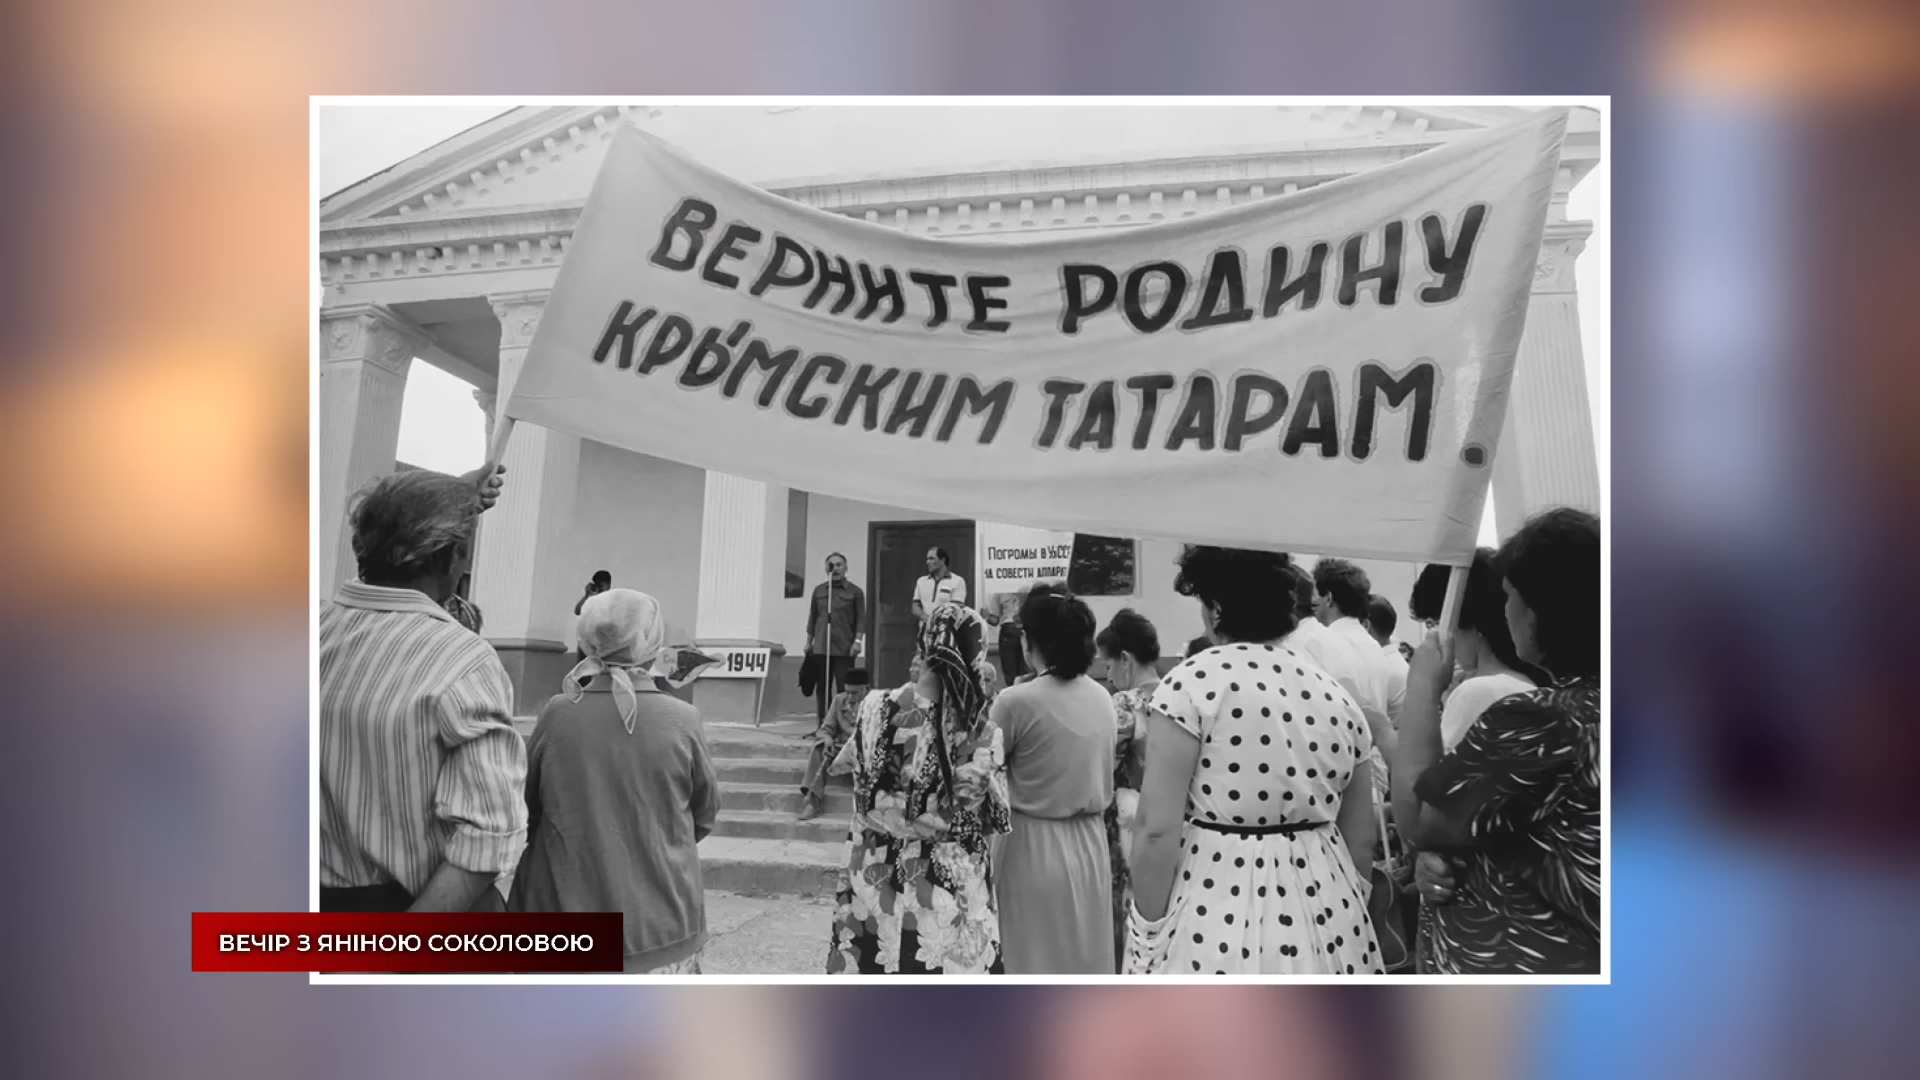 ВЕРНИТЕ РОДИНУ
КРЫМСКИМ ТАТАРАМ.
ПОГРОМЫ В УзССР
НА СОВЕСТИ
1944
ВЕЧІР З ЯНІНОЮ СОКОЛОВОЮ